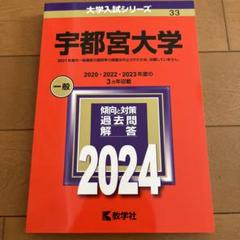 大学入試シリーズ
33
宇都宮大学
2020・2022・2023年度の
3ヵ年収載
一般
傾向と対策
過去問
解答
2024
教学社